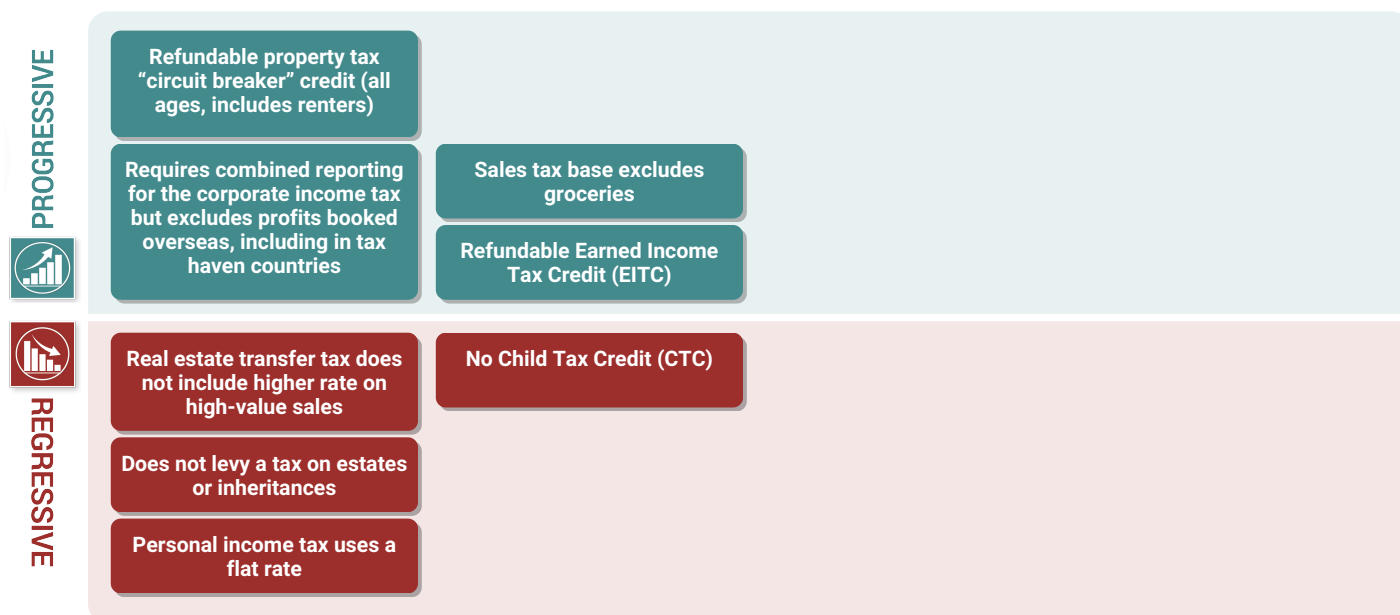 PROGRESSIVE
Refundable property tax
“circuit breaker” credit (all
ages, includes renters)
Requires combined reporting
for the corporate income tax
but excludes profits booked
overseas, including in tax
haven countries
Sales tax base excludes
groceries
Refundable Earned Income
Tax Credit (EITC)
REGRESSIVE
Real estate transfer tax does
not include higher rate on
high-value sales
Does not levy a tax on estates
or inheritances
Personal income tax uses a
flat rate
No Child Tax Credit (CTC)